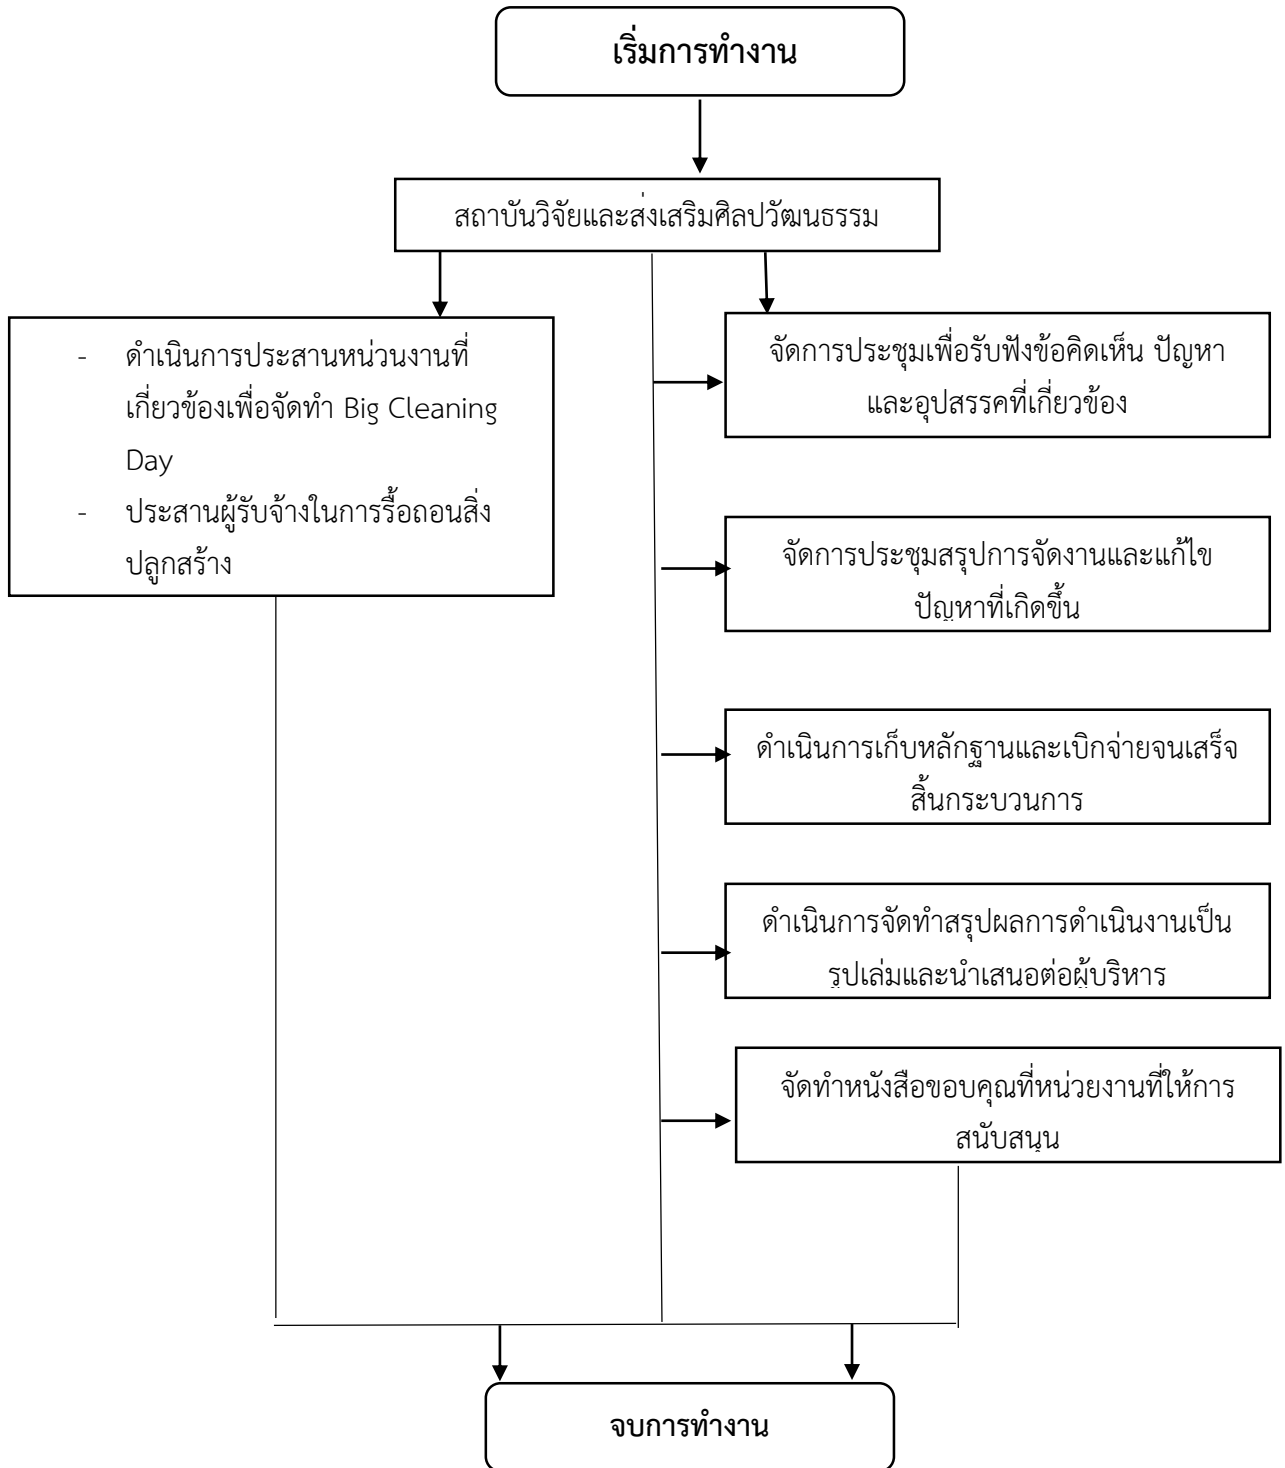 เริ่มการทำงาน
สถาบันวิจัยและส่งเสริมศิลปวัฒนธรรม
- ดำเนินการประสานหน่วนงานที่
เกี่ยวข้องเพื่อจัดทำ Big Cleaning
Day
- ประสานผู้รับจ้างในการรื้อถอนสิ่ง
ปลูกสร้าง
จัดการประชุมเพื่อรับฟังข้อคิดเห็น ปัญหา
และอุปสรรคที่เกี่ยวข้อง
จัดการประชุมสรุปการจัดงานและแก้ไข
ปัญหาที่เกิดขึ้น
ดำเนินการเก็บหลักฐานและเบิกจ่ายจนเสร็จ
สิ้นกระบวนการ
ดำเนินการจัดทำสรุปผลการดำเนินงานเป็น
รูปเล่มและนำเสนอต่อผู้บริหาร
จัดทำหนังสือขอบคุณที่หน่วยงานที่ให้การ
สนับสนุน
จบการทำงาน